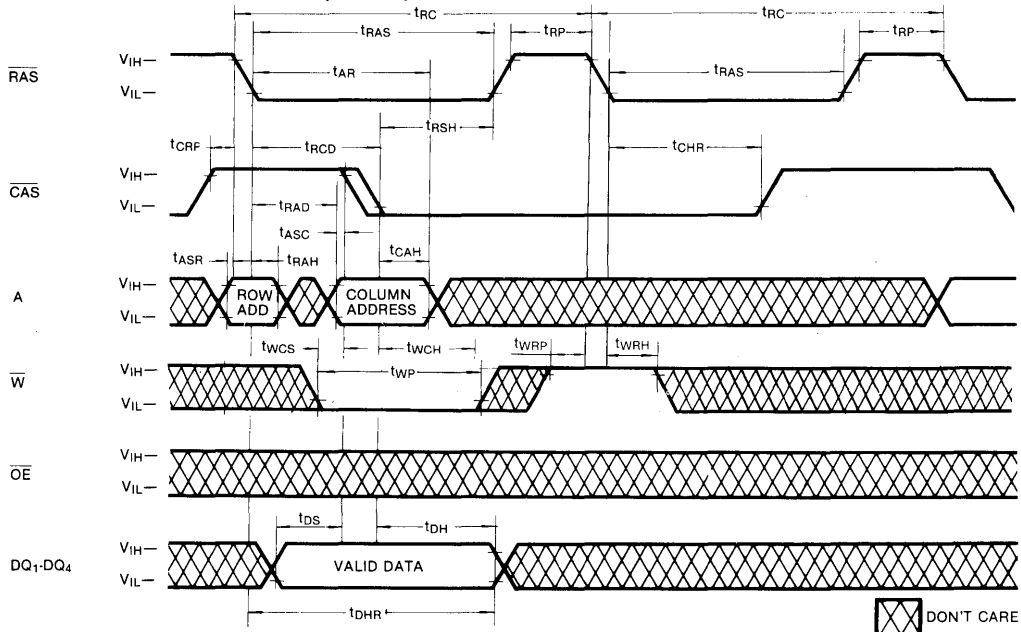 tRC tRC
tRAS tRP tRP
RAS VIH— tAR tRAS
VIL—
tRSH
tCRP tRCD tCHR
CAS VIH—
VIL— tRAD
tASC
tASR tRAH tCAH
A VIH— ROW ADD COLUMN ADDRESS
VIL—
tWCS tWCH tWRP tWRH
W VIH— tWP
VIL—
OE VIH—
VIL—
tDS tDH
DQ1-DQ4 VIH— VALID DATA
VIL—
tDHR
DON'T CARE